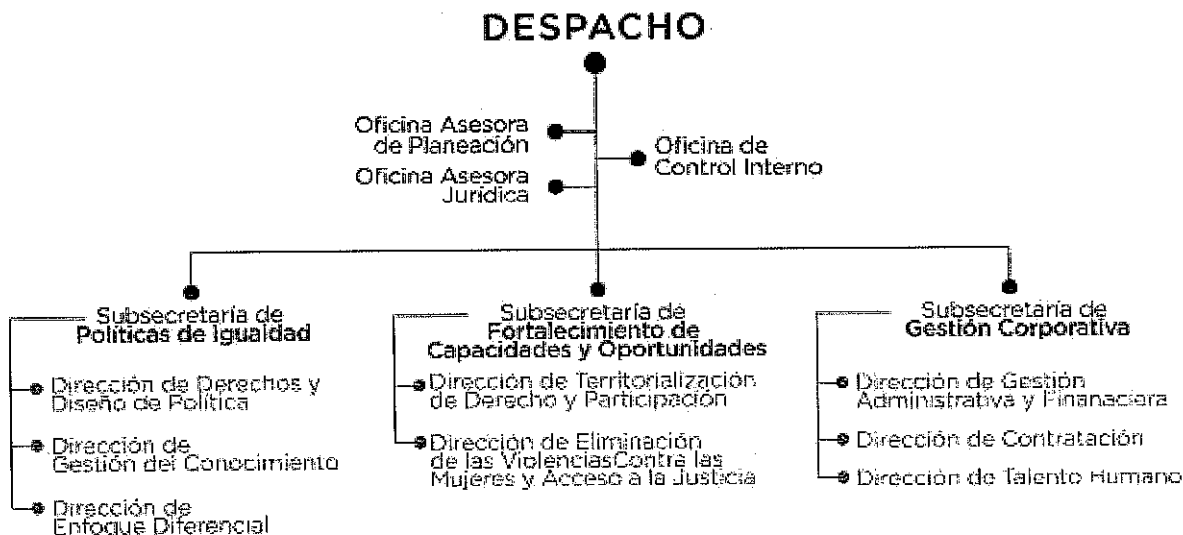 DESPACHO
Oficina Asesora
de Planeación
Oficina de
Control Interno
Oficina Asesora
Jurídica
Subsecretaría de
Políticas de Igualdad
Dirección de Derechos y
Diseño de Política
Dirección de
Gestión del Conocimiento
Dirección de
Enfoque Diferencial
Subsecretaría de
Fortalecimiento de
Capacidades y Oportunidades
Dirección de Territorialización
de Derecho y Participación
Dirección de Eliminación
de las ViolenciasContra las
Mujeres y Acceso a la Justicia
Subsecretaría de
Gestión Corporativa
Dirección de Gestión
Administrativa y Finanaciera
Dirección de Contratación
Dirección de Talento Humano